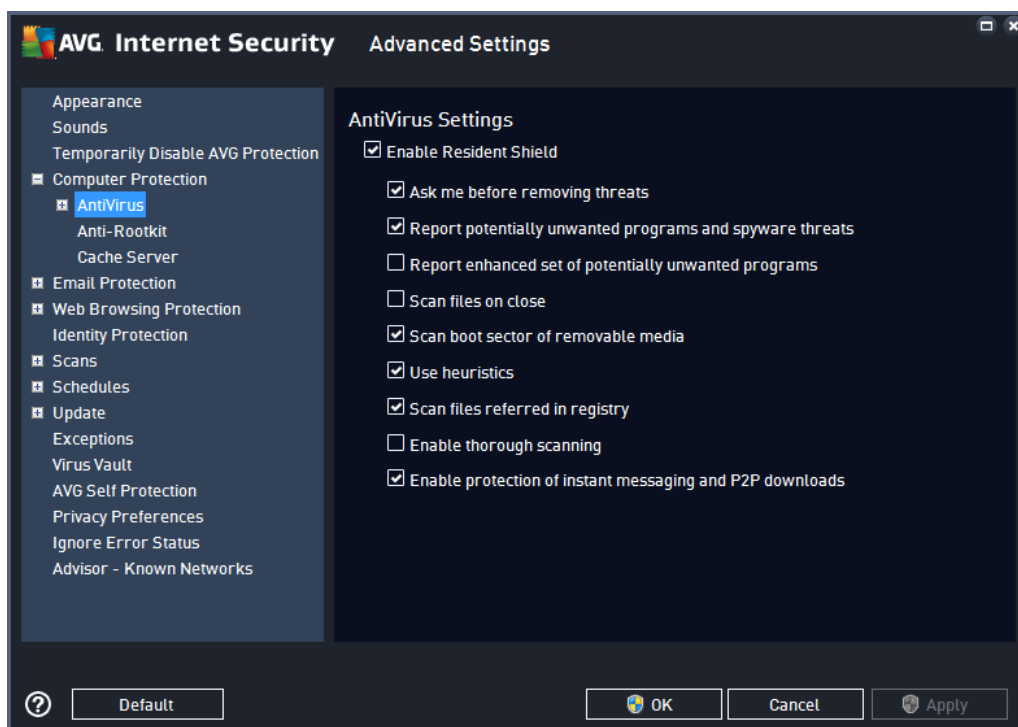 AVG Internet Security Advanced Settings
Appearance
Sounds
Temporarily Disable AVG Protection
Computer Protection
AntiVirus
Anti-Rootkit
Cache Server
Email Protection
Web Browsing Protection
Identity Protection
Scans
Schedules
Update
Exceptions
Virus Vault
AVG Self Protection
Privacy Preferences
Ignore Error Status
Advisor - Known Networks
AntiVirus Settings
Enable Resident Shield
Ask me before removing threats
Report potentially unwanted programs and spyware threats
Report enhanced set of potentially unwanted programs
Scan files on close
Scan boot sector of removable media
Use heuristics
Scan files referred in registry
Enable thorough scanning
Enable protection of instant messaging and P2P downloads
? Default OK Cancel Apply